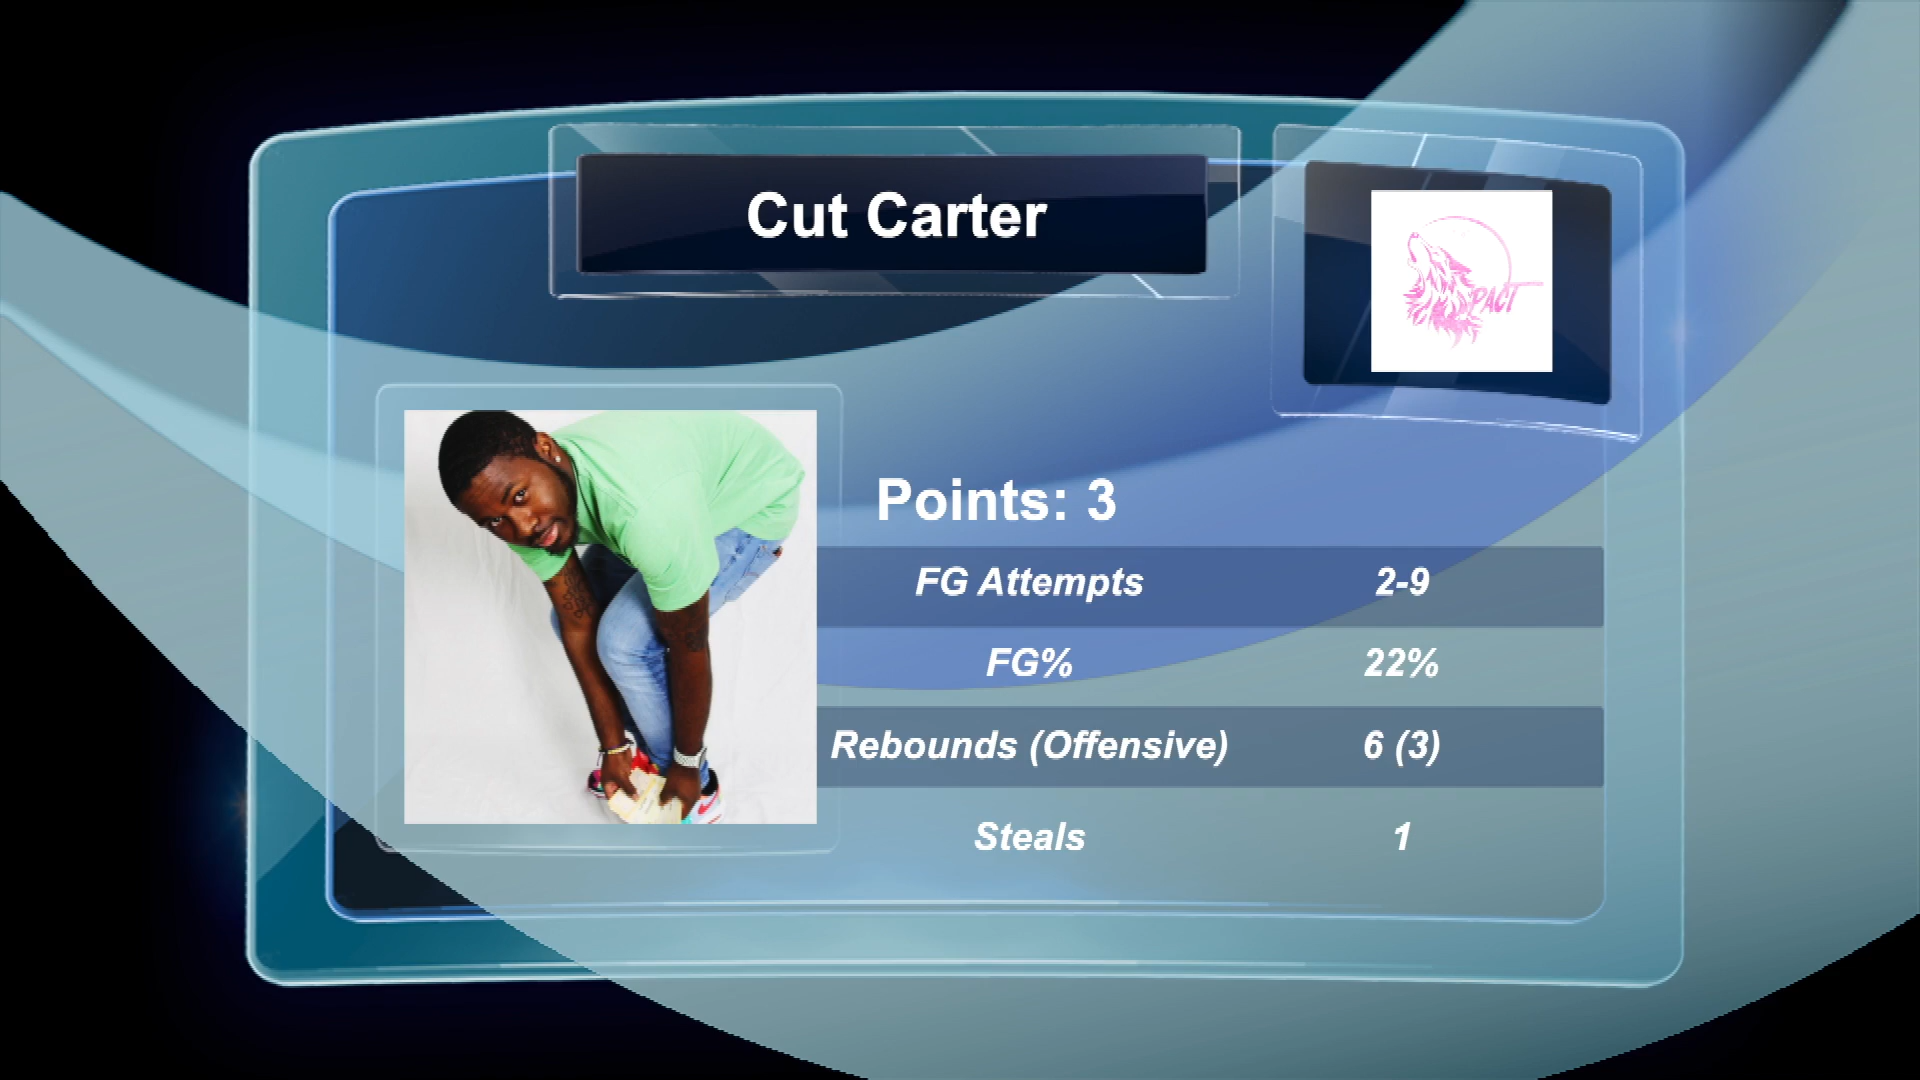 Cut Carter
PACT
Points: 3
FG Attempts 2-9
FG% 22%
Rebounds (Offensive) 6 (3)
Steals 1